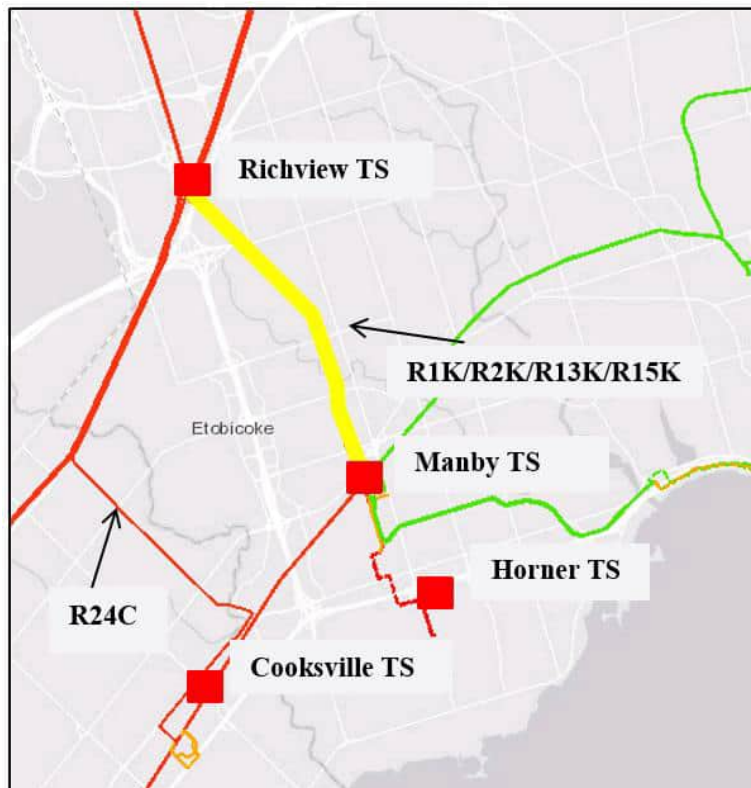 Richview TS
R1K/R2K/R13K/R15K
Etobicoke
Manby TS
Horner TS
R24C
Cooksville TS